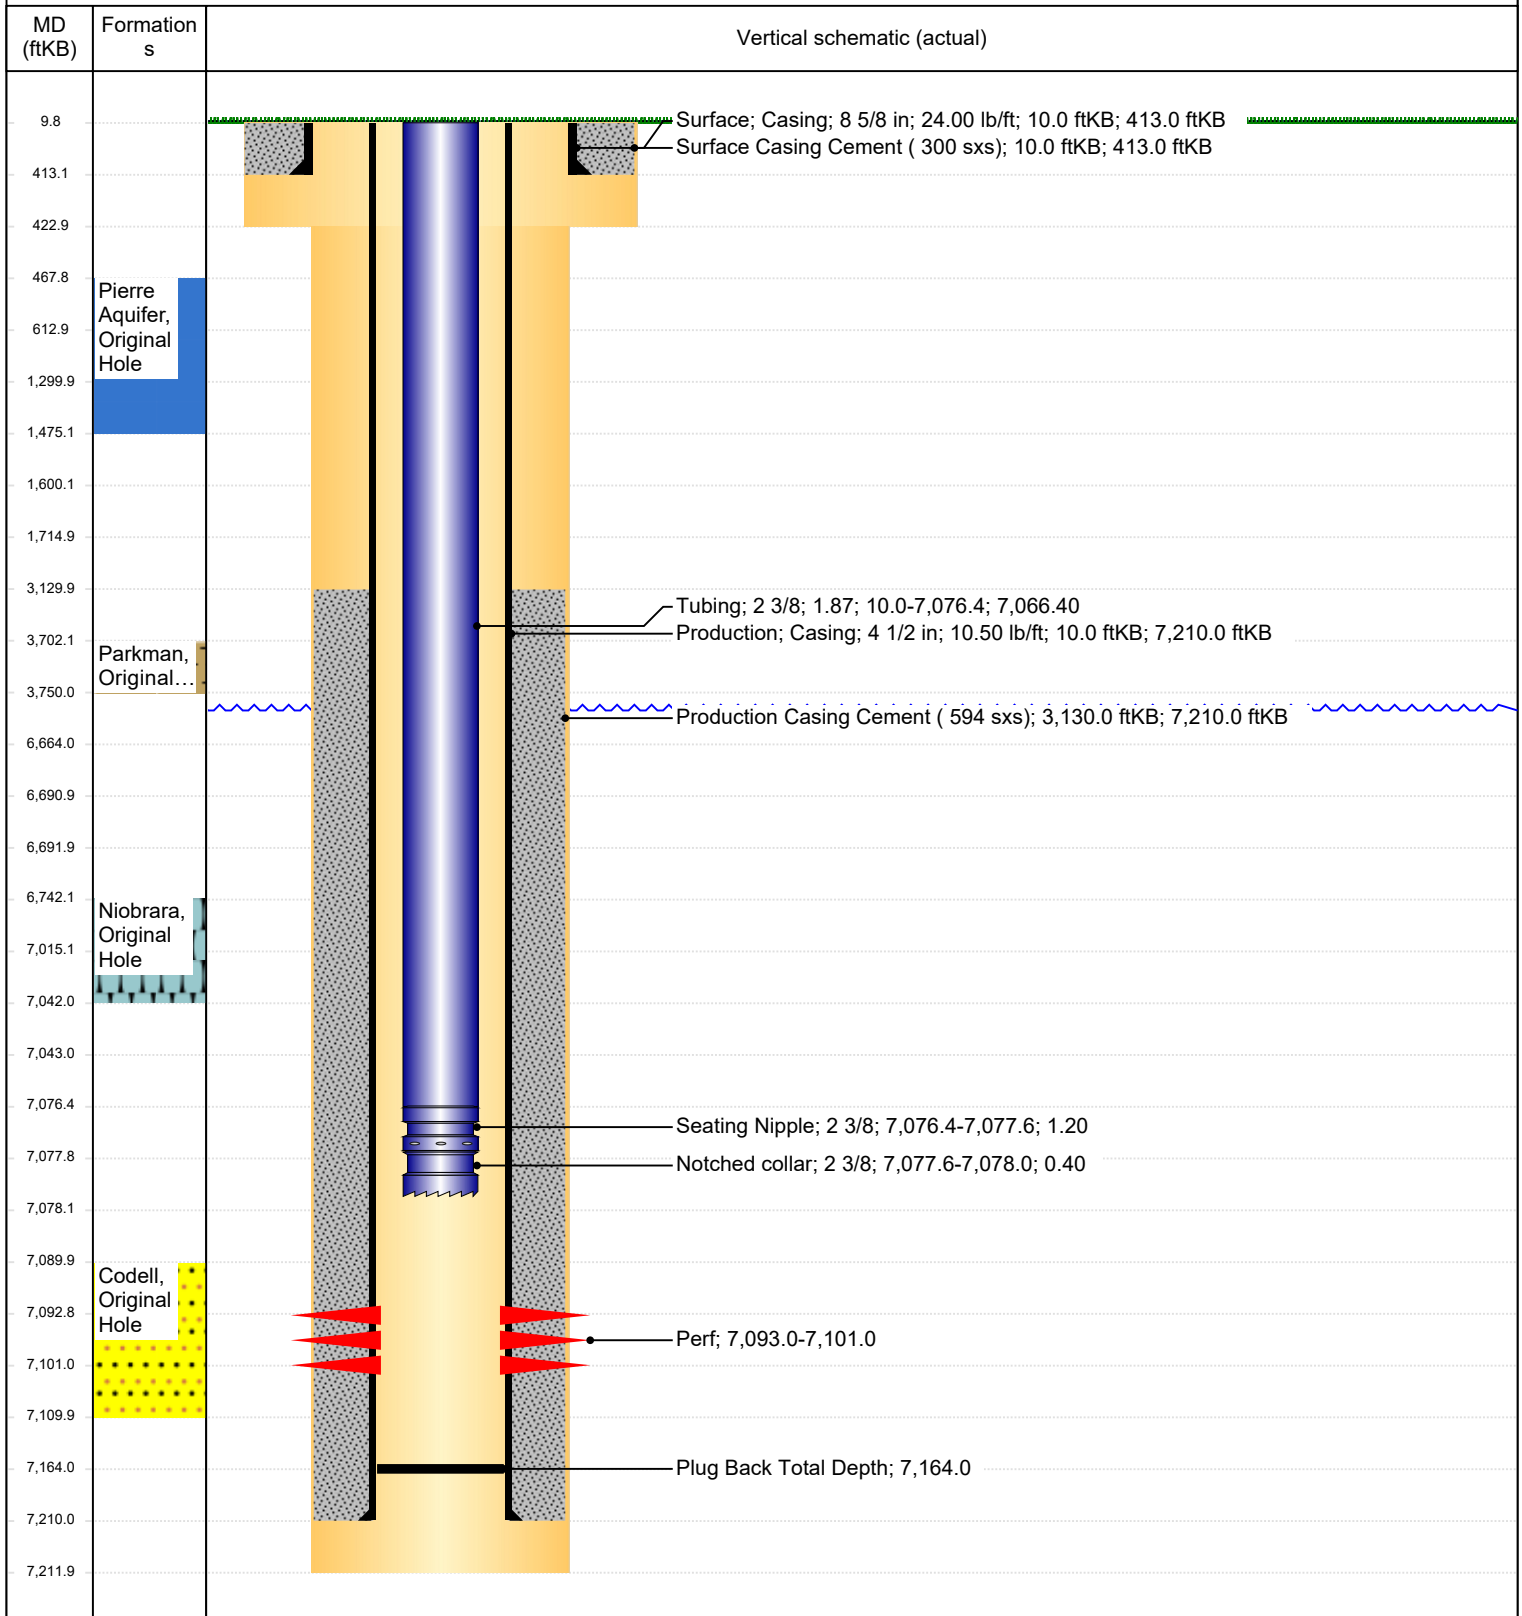 MD
(ftKB)
Formation
s
Vertical schematic (actual)
9.8
Surface; Casing; 8 5/8 in; 24.00 lb/ft; 10.0 ftKB; 413.0 ftKB
Surface Casing Cement ( 300 sxs); 10.0 ftKB; 413.0 ftKB
413.1
422.9
467.8
Pierre
Aquifer,
Original
Hole
612.9
1,299.9
1,475.1
1,600.1
1,714.9
3,129.9
Tubing; 2 3/8; 1.87; 10.0-7,076.4; 7,066.40
Production; Casing; 4 1/2 in; 10.50 lb/ft; 10.0 ftKB; 7,210.0 ftKB
3,702.1
Parkman,
Original...
3,750.0
Production Casing Cement ( 594 sxs); 3,130.0 ftKB; 7,210.0 ftKB
6,664.0
6,690.9
6,691.9
6,742.1
Niobrara,
Original
Hole
7,015.1
7,042.0
7,043.0
7,076.4
Seating Nipple; 2 3/8; 7,076.4-7,077.6; 1.20
7,077.8
Notched collar; 2 3/8; 7,077.6-7,078.0; 0.40
7,078.1
7,089.9
Codell,
Original
Hole
7,092.8
Perf; 7,093.0-7,101.0
7,101.0
7,109.9
7,164.0
Plug Back Total Depth; 7,164.0
7,210.0
7,211.9